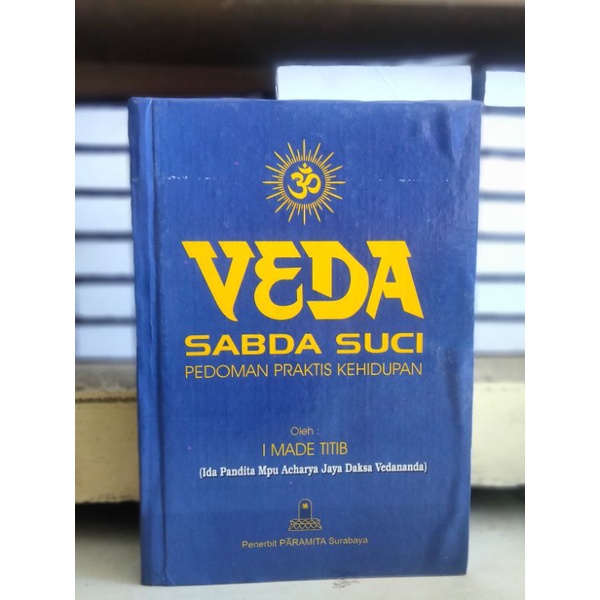 ॐ
VEDA
SABDA SUCI
PEDOMAN PRAKTIS KEHIDUPAN
Oleh :
I MADE TITIB
(Ida Pandita Mpu Acharya Jaya Daksa Vedananda)
Penerbit PĀRAMITA Surabaya